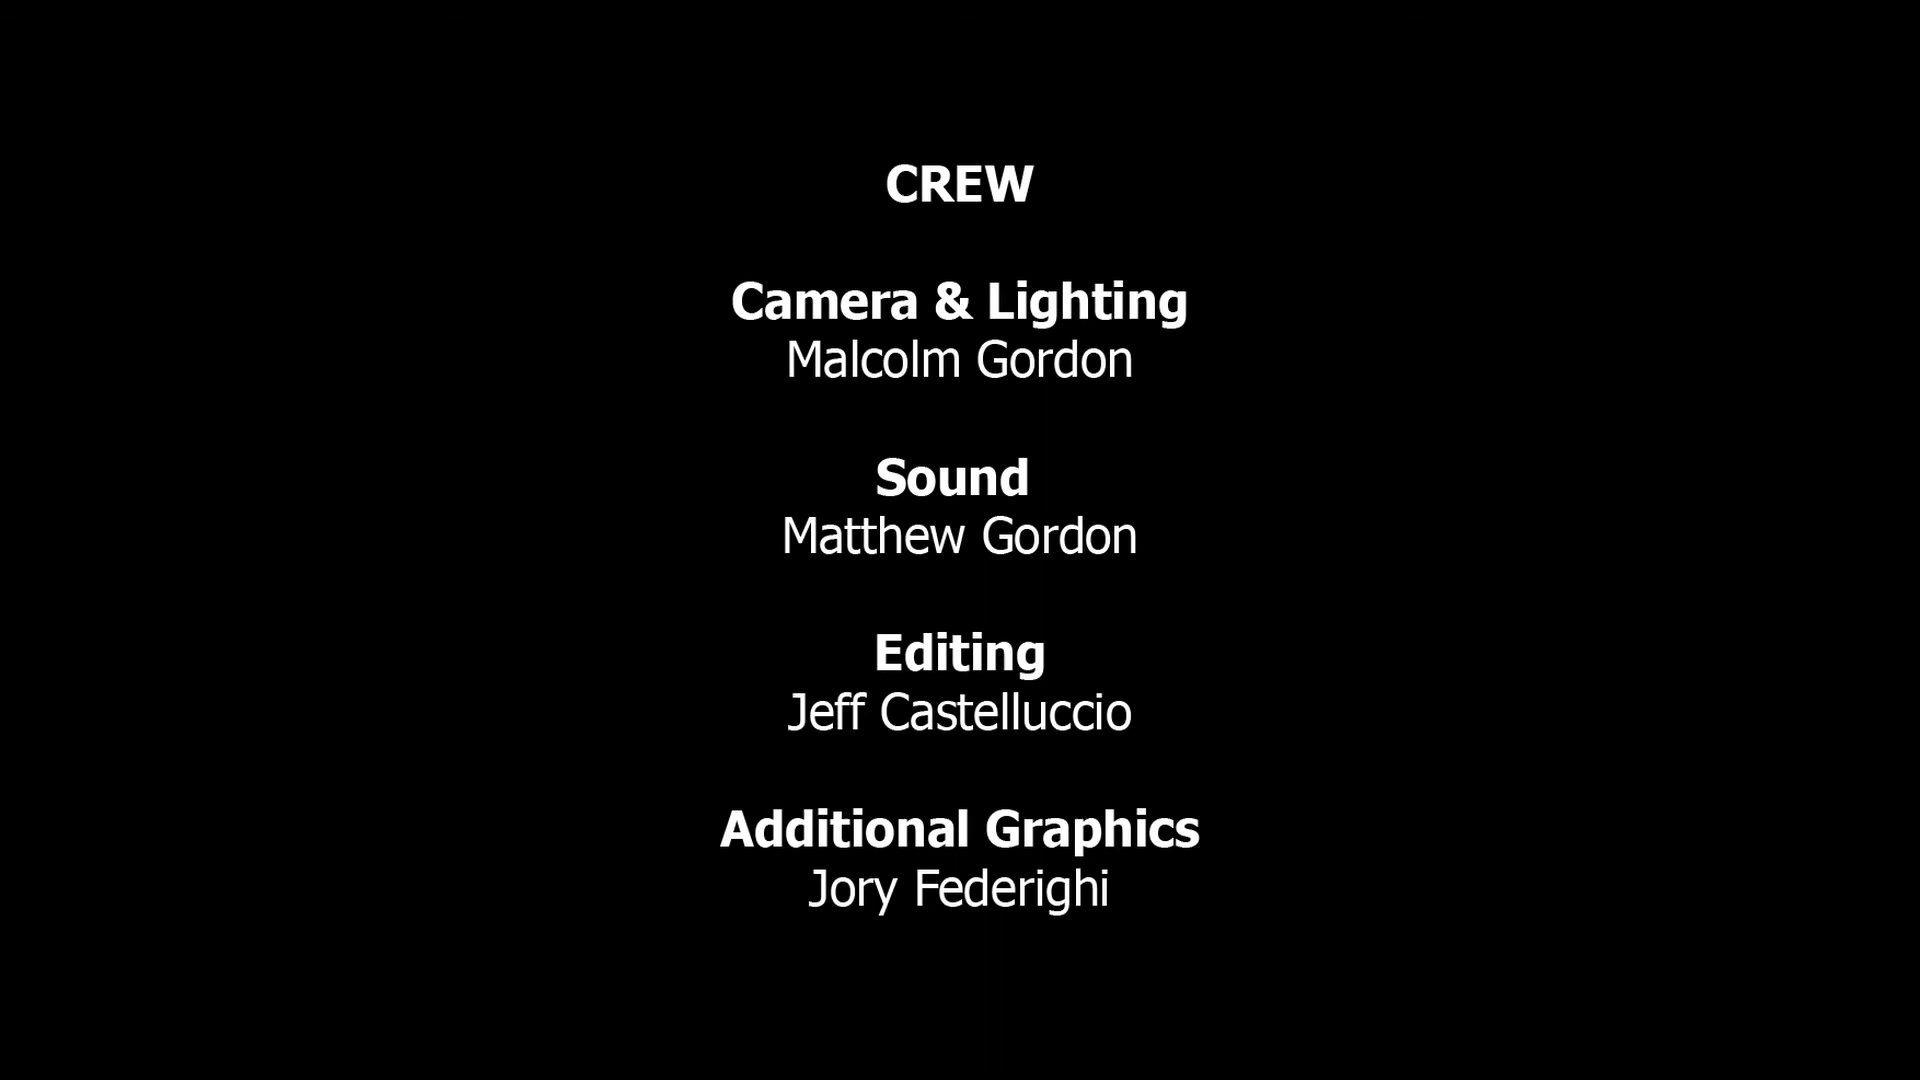 CREW
Camera & Lighting
Malcolm Gordon
Sound
Matthew Gordon
Editing
Jeff Castelluccio
Additional Graphics
Jory Federighi